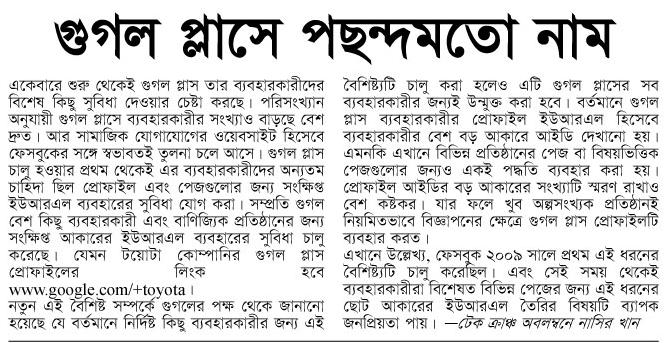 গুগল প্লাসে পছন্দমতো নাম
একেবারে শুরু থেকেই গুগল প্লাস তার ব্যবহারকারীদের
বিশেষ কিছু সুবিধা দেওয়ার চেষ্টা করছে। পরিসংখ্যান
অনুযায়ী গুগল প্লাসে ব্যবহারকারীর সংখ্যাও বাড়ছে বেশ
দ্রুত। আর সামাজিক যোগাযোগের ওয়েবসাইট হিসেবে
ফেসবুকের সঙ্গে স্বভাবতই তুলনা চলে আসে। গুগল প্লাস
চালু হওয়ার প্রথম থেকেই এর ব্যবহারকারীদের অন্যতম
চাহিদা ছিল প্রোফাইল এবং পেজগুলোর জন্য সংক্ষিপ্ত
ইউআরএল ব্যবহারের সুবিধা যোগ করা। সম্প্রতি গুগল
বেশ কিছু ব্যবহারকারী এবং বাণিজ্যিক প্রতিষ্ঠানের জন্য
সংক্ষিপ্ত আকারের ইউআরএল ব্যবহারের সুবিধা চালু
করেছে। যেমন টয়োটা কোম্পানির গুগল প্লাস
প্রোফাইলের লিংক হবে
www.google.com/+toyota।
নতুন এই বৈশিষ্ট সম্পর্কে গুগলের পক্ষ থেকে জানানো
হয়েছে যে বর্তমানে নির্দিষ্ট কিছু ব্যবহারকারীর জন্য এই
বৈশিষ্ট্যটি চালু করা হলেও এটি গুগল প্লাসের সব
ব্যবহারকারীর জন্যই উন্মুক্ত করা হবে। বর্তমানে গুগল
প্লাস ব্যবহারকারীর প্রোফাইল ইউআরএল হিসেবে
ব্যবহারকারীর বেশ বড় আকারে আইডি দেখানো হয়।
এমনকি এখানে বিভিন্ন প্রতিষ্ঠানের পেজ বা বিষয়ভিত্তিক
পেজগুলোর জন্যও একই পদ্ধতি ব্যবহার করা হয়।
প্রোফাইল আইডির বড় আকারের সংখ্যাটি স্মরণ রাখাও
বেশ কষ্টকর। যার ফলে খুব অল্পসংখ্যক প্রতিষ্ঠানই
নিয়মিতভাবে বিজ্ঞাপনের ক্ষেত্রে গুগল প্লাস প্রোফাইলটি
ব্যবহার করত।
এখানে উল্লেখ্য, ফেসবুক ২০০৯ সালে প্রথম এই ধরনের
বৈশিষ্ট্যটি চালু করেছিল। এবং সেই সময় থেকেই
ব্যবহারকারীরা বিশেষত বিভিন্ন পেজের জন্য এই ধরনের
ছোট আকারের ইউআরএল তৈরির বিষয়টি ব্যাপক
জনপ্রিয়তা পায়। —টেক ক্রাঞ্চ অবলম্বনে নাসির খান